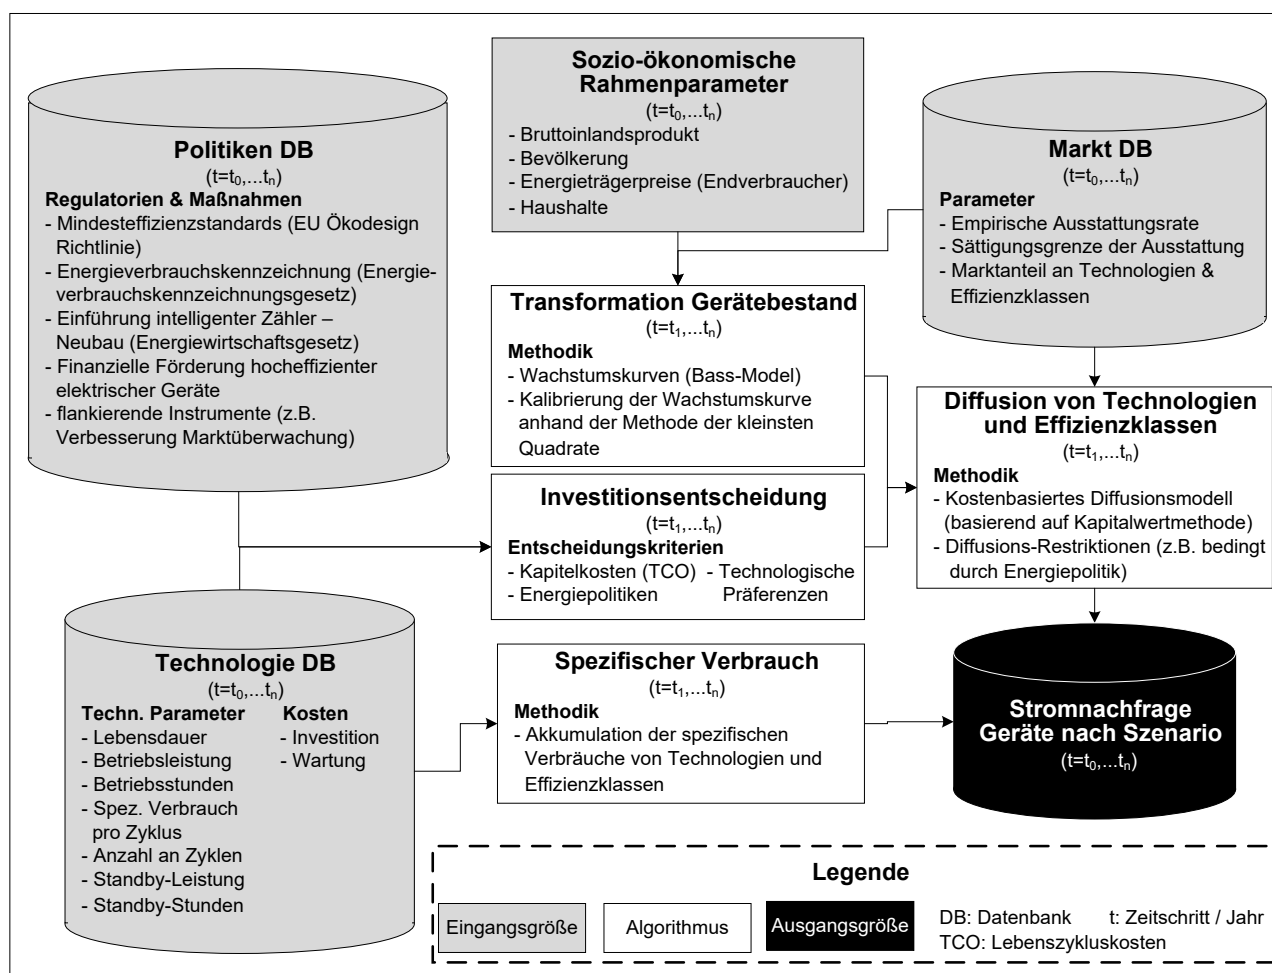 Sozio-ökonomische
Rahmenparameter
(t=t0,...tn)
- Bruttoinlandsprodukt
- Bevölkerung
- Energieträgerpreise (Endverbraucher)
- Haushalte
Politiken DB
(t=t0,...tn)
Regulatorien & Maßnahmen
- Mindesteffizienzstandards (EU Ökodesign
Richtlinie)
- Energieverbrauchskennzeichnung (Energie-
verbrauchskennzeichnungsgesetz)
- Einführung intelligenter Zähler –
Neubau (Energiewirtschaftsgesetz)
- Finanzielle Förderung hocheffizienter
elektrischer Geräte
- flankierende Instrumente (z.B.
Verbesserung Marktüberwachung)
Markt DB
(t=t0,...tn)
Parameter
- Empirische Ausstattungsrate
- Sättigungsgrenze der Ausstattung
- Marktanteil an Technologien &
Effizienzklassen
Transformation Gerätebestand
(t=t1,...tn)
Methodik
- Wachstumskurven (Bass-Model)
- Kalibrierung der Wachstumskurve
anhand der Methode der kleinsten
Quadrate
Diffusion von Technologien
und Effizienzklassen
(t=t1,...tn)
Methodik
- Kostenbasiertes Diffusionsmodell
(basierend auf Kapitalwertmethode)
- Diffusions-Restriktionen (z.B. bedingt
durch Energiepolitik)
Investitionsentscheidung
(t=t1,...tn)
Entscheidungskriterien
- Kapitelkosten (TCO)
- Energiepolitiken
- Technologische
Präferenzen
Technologie DB
(t=t0,...tn)
Techn. Parameter
- Lebensdauer
- Betriebsleistung
- Betriebsstunden
- Spez. Verbrauch
pro Zyklus
- Anzahl an Zyklen
- Standby-Leistung
- Standby-Stunden
Kosten
- Investition
- Wartung
Spezifischer Verbrauch
(t=t1,...tn)
Methodik
- Akkumulation der spezifischen
Verbräuche von Technologien und
Effizienzklassen
Stromnachfrage
Geräte nach Szenario
(t=t0,...tn)
Legende
Eingangsgröße
Algorithmus
Ausgangsgröße
DB: Datenbank t: Zeitschritt / Jahr
TCO: Lebenszykluskosten